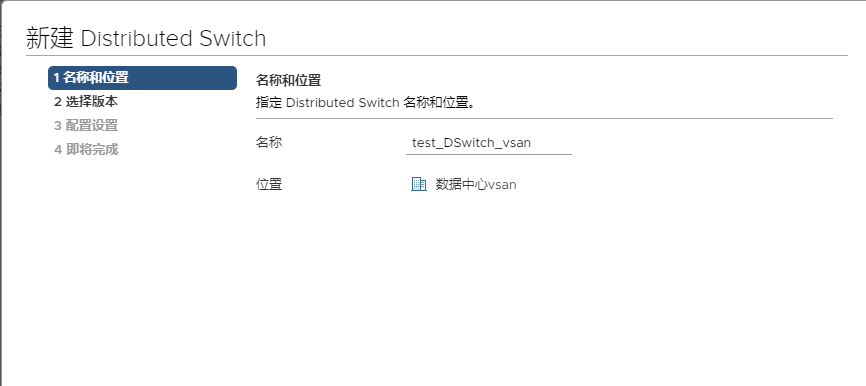 新建 Distributed Switch
1 名称和位置
2 选择版本
3 配置设置
4 即将完成
名称和位置
指定 Distributed Switch 名称和位置。
名称 test_DSwitch_vsan
位置 数据中心vsan